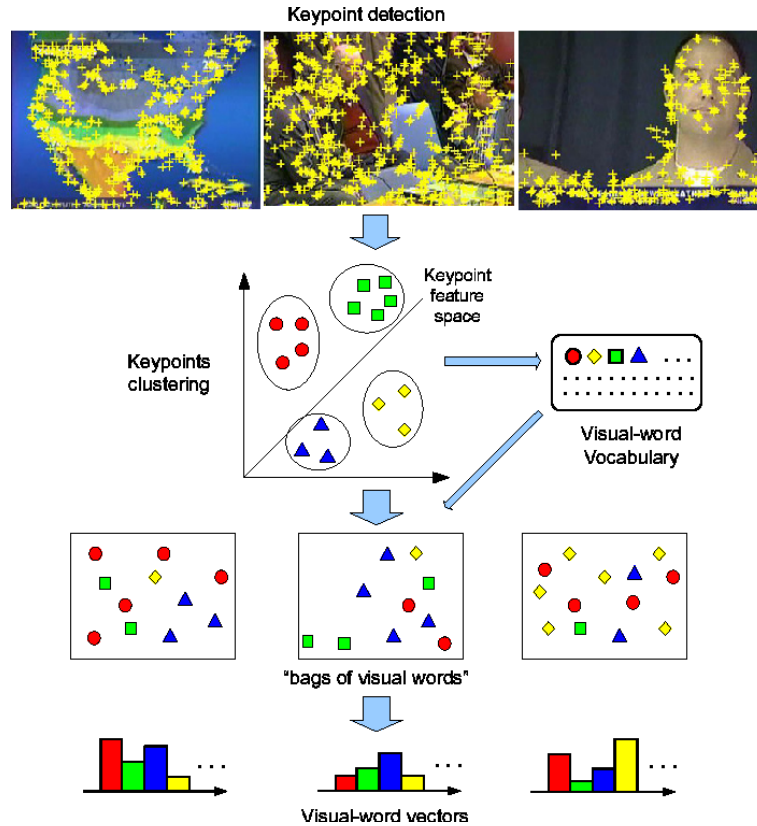 Keypoint detection
Keypoint
feature
space
Keypoints
clustering
. . .
Visual-word
Vocabulary
“bags of visual words”
. . .
. . .
. . .
Visual-word vectors